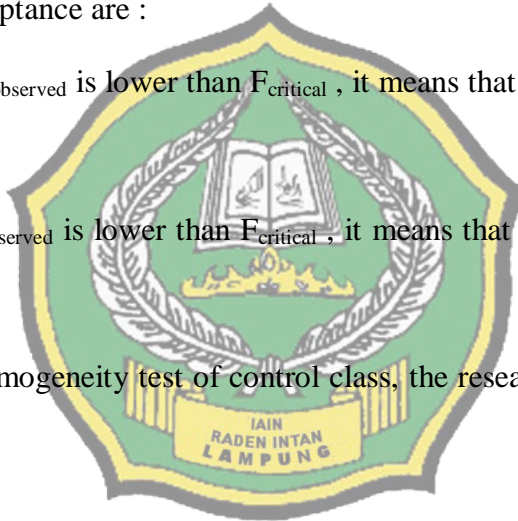 ptance are :
observed is lower than Fcritical , it means that
served is lower than Fcritical , it means that
mogeneity test of control class, the resea
IAIN
RADEN INTAN
LAMPUNG